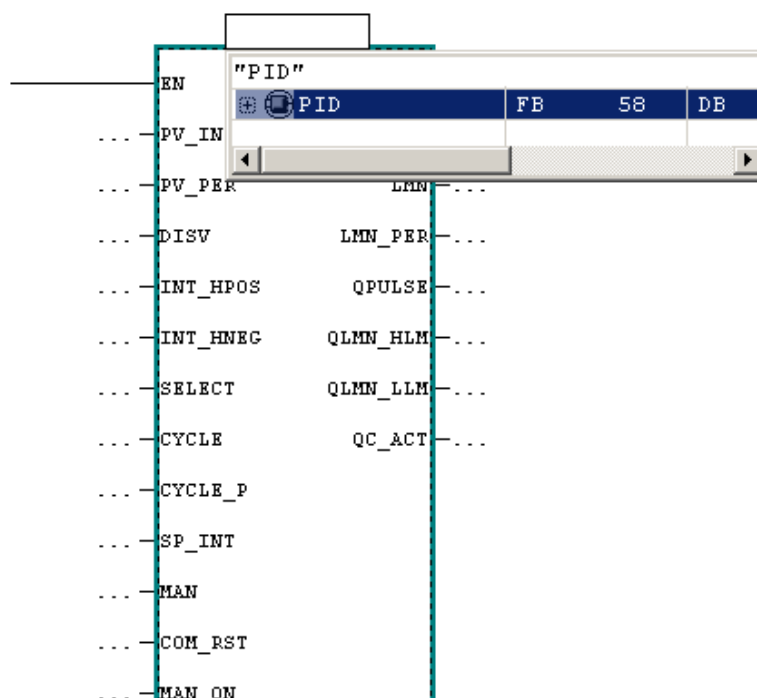 "PID"
PID FB 58 DB
EN
... PV_IN
... PV_PER LMN ...
... DISV LMN_PER ...
... INT_HPOS QPULSE ...
... INT_HNEG QLMN_HLM ...
... SELECT QLMN_LLM ...
... CYCLE QC_ACT ...
... CYCLE_P
... SP_INT
... MAN
... COM_RST
... MAN_ON